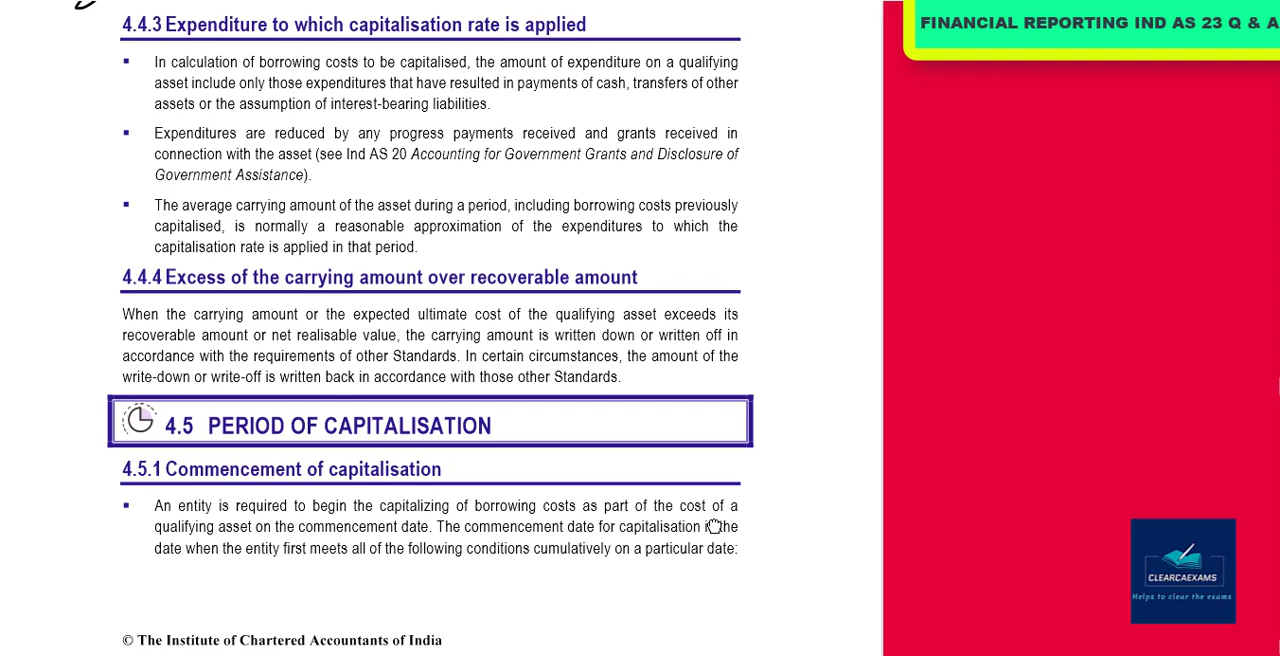 4.4.3 Expenditure to which capitalisation rate is applied
▪ In calculation of borrowing costs to be capitalised, the amount of expenditure on a qualifying
asset include only those expenditures that have resulted in payments of cash, transfers of other
assets or the assumption of interest-bearing liabilities.
▪ Expenditures are reduced by any progress payments received and grants received in
connection with the asset (see Ind AS 20 Accounting for Government Grants and Disclosure of
Government Assistance).
▪ The average carrying amount of the asset during a period, including borrowing costs previously
capitalised, is normally a reasonable approximation of the expenditures to which the
capitalisation rate is applied in that period.
4.4.4 Excess of the carrying amount over recoverable amount
When the carrying amount or the expected ultimate cost of the qualifying asset exceeds its
recoverable amount or net realisable value, the carrying amount is written down or written off in
accordance with the requirements of other Standards. In certain circumstances, the amount of the
write-down or write-off is written back in accordance with those other Standards.
4.5 PERIOD OF CAPITALISATION
4.5.1 Commencement of capitalisation
▪ An entity is required to begin the capitalizing of borrowing costs as part of the cost of a
qualifying asset on the commencement date. The commencement date for capitalisation is the
date when the entity first meets all of the following conditions cumulatively on a particular date:
© The Institute of Chartered Accountants of India
FINANCIAL REPORTING IND AS 23 Q & A
CLEARCAEXAMS
Helps to clear the exams